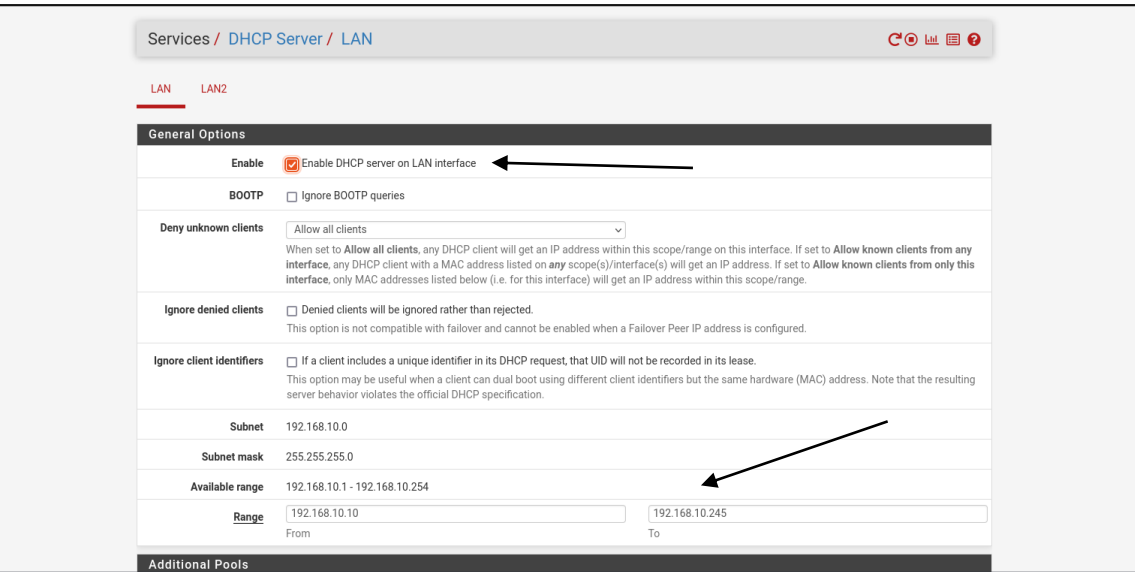 Services / DHCP Server / LAN
LAN LAN2
General Options
Enable Enable DHCP server on LAN interface
BOOTP Ignore BOOTP queries
Deny unknown clients Allow all clients
When set to Allow all clients, any DHCP client will get an IP address within this scope/range on this interface. If set to Allow known clients from any
interface, any DHCP client with a MAC address listed on any scope(s)/interface(s) will get an IP address. If set to Allow known clients from only this
interface, only MAC addresses listed below (i.e. for this interface) will get an IP address within this scope/range.
Ignore denied clients Denied clients will be ignored rather than rejected.
This option is not compatible with failover and cannot be enabled when a Failover Peer IP address is configured.
Ignore client identifiers If a client includes a unique identifier in its DHCP request, that UID will not be recorded in its lease.
This option may be useful when a client can dual boot using different client identifiers but the same hardware (MAC) address. Note that the resulting
server behavior violates the official DHCP specification.
Subnet 192.168.10.0
Subnet mask 255.255.255.0
Available range 192.168.10.1 - 192.168.10.254
Range 192.168.10.10 192.168.10.245
From To
Additional Pools